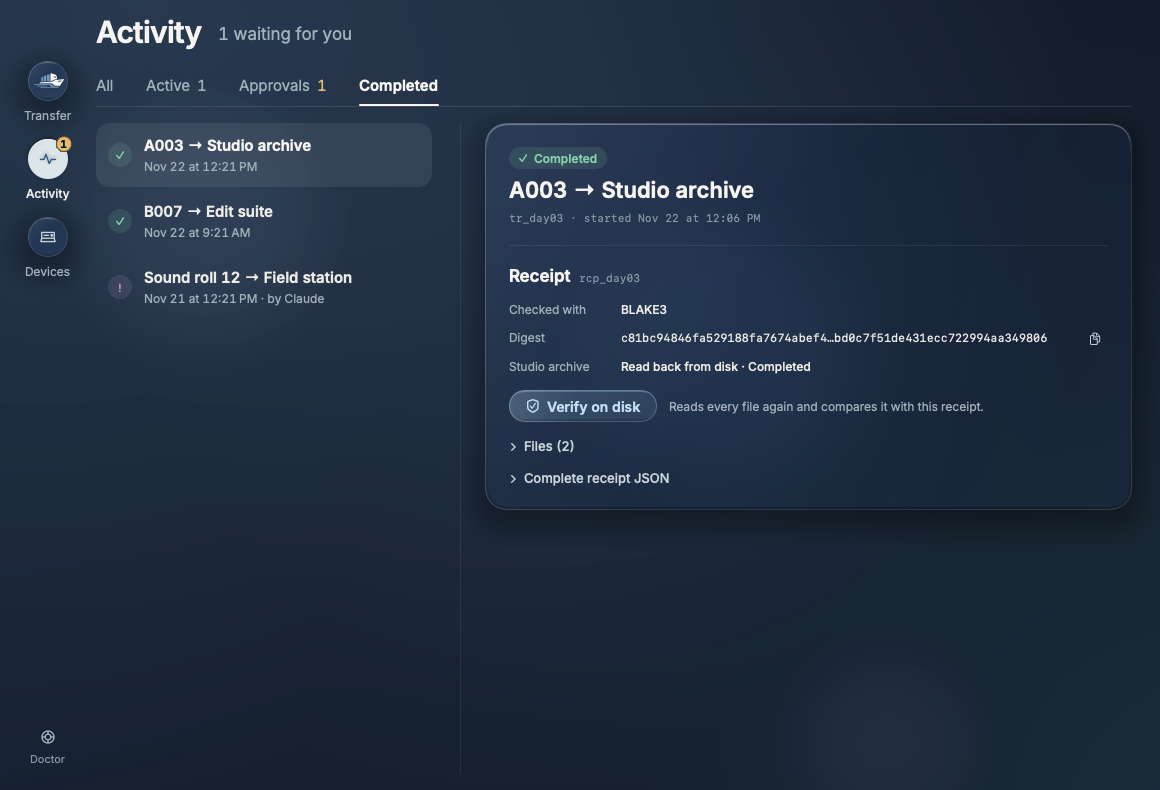 Activity 1 waiting for you
Transfer
1
Activity
Devices
Doctor
All Active 1 Approvals 1 Completed
A003 → Studio archive
Nov 22 at 12:21 PM
B007 → Edit suite
Nov 22 at 9:21 AM
! Sound roll 12 → Field station
Nov 21 at 12:21 PM · by Claude
Completed
A003 → Studio archive
tr_day03 · started Nov 22 at 12:06 PM
Receipt rcp_day03
Checked with BLAKE3
Digest c81bc94846fa529188fa7674abef4…bd0c7f51de431ecc722994aa349806
Studio archive Read back from disk · Completed
Verify on disk Reads every file again and compares it with this receipt.
Files (2)
Complete receipt JSON